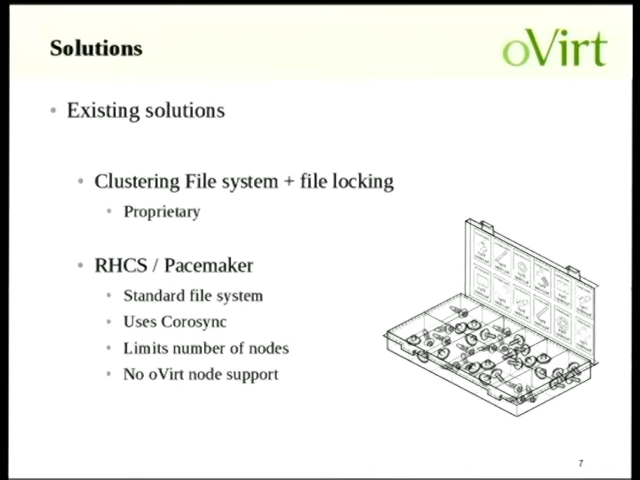 Solutions
oVirt
Existing solutions
Clustering File system + file locking
Proprietary
RHCS / Pacemaker
Standard file system
Uses Corosync
Limits number of nodes
No oVirt node support
7